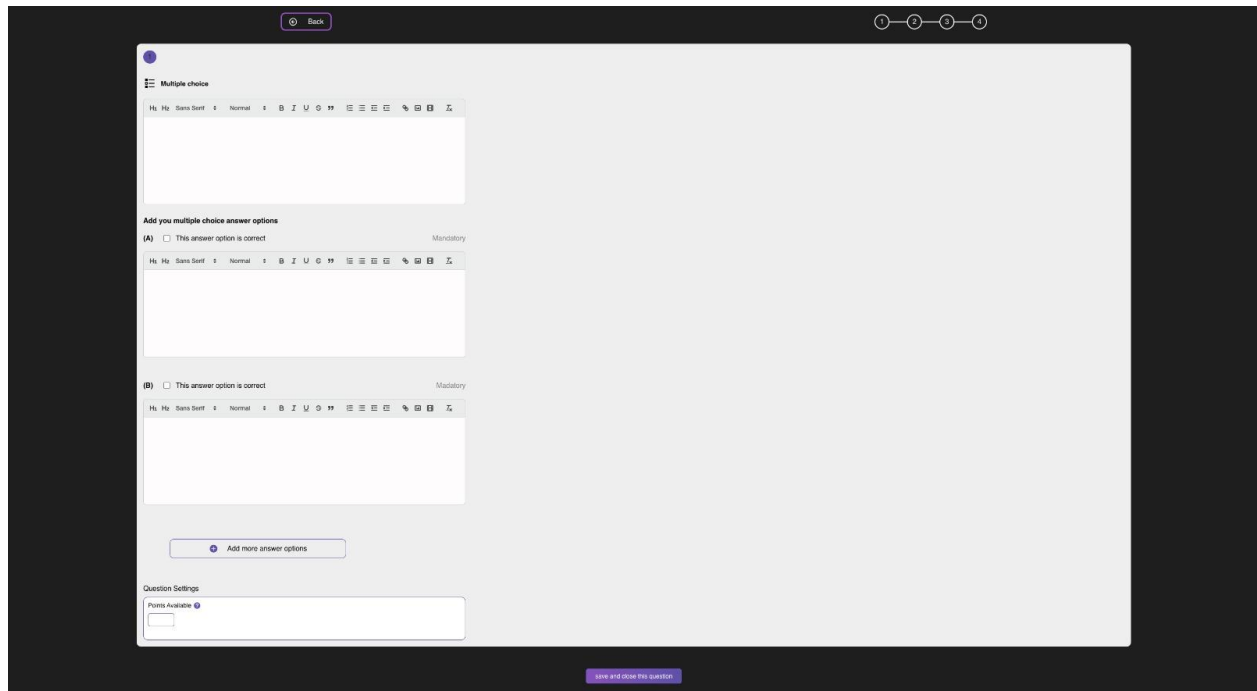 Back
1 2 3 4
Multiple choice
H1 H2 Sans Serif Normal B I U S
Add you multiple choice answer options
(A) This answer option is correct Mandatory
H1 H2 Sans Serif Normal B I U S
(B) This answer option is correct Madatory
H1 H2 Sans Serif Normal B I U S
Add more answer options
Question Settings
Points Available ?
save and close this question